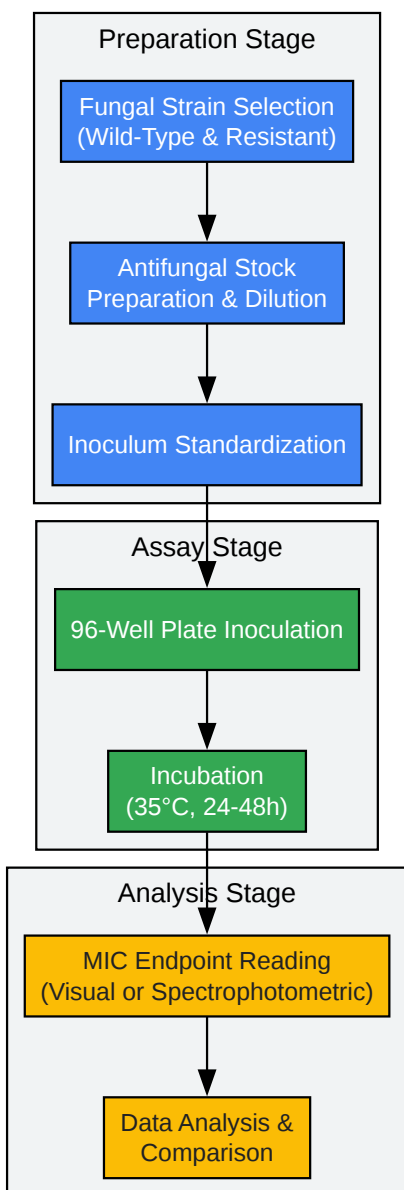 Preparation Stage
Fungal Strain Selection
(Wild-Type & Resistant)
Antifungal Stock
Preparation & Dilution
Inoculum Standardization
Assay Stage
96-Well Plate Inoculation
Incubation
(35°C, 24-48h)
Analysis Stage
MIC Endpoint Reading
(Visual or Spectrophotometric)
Data Analysis &
Comparison